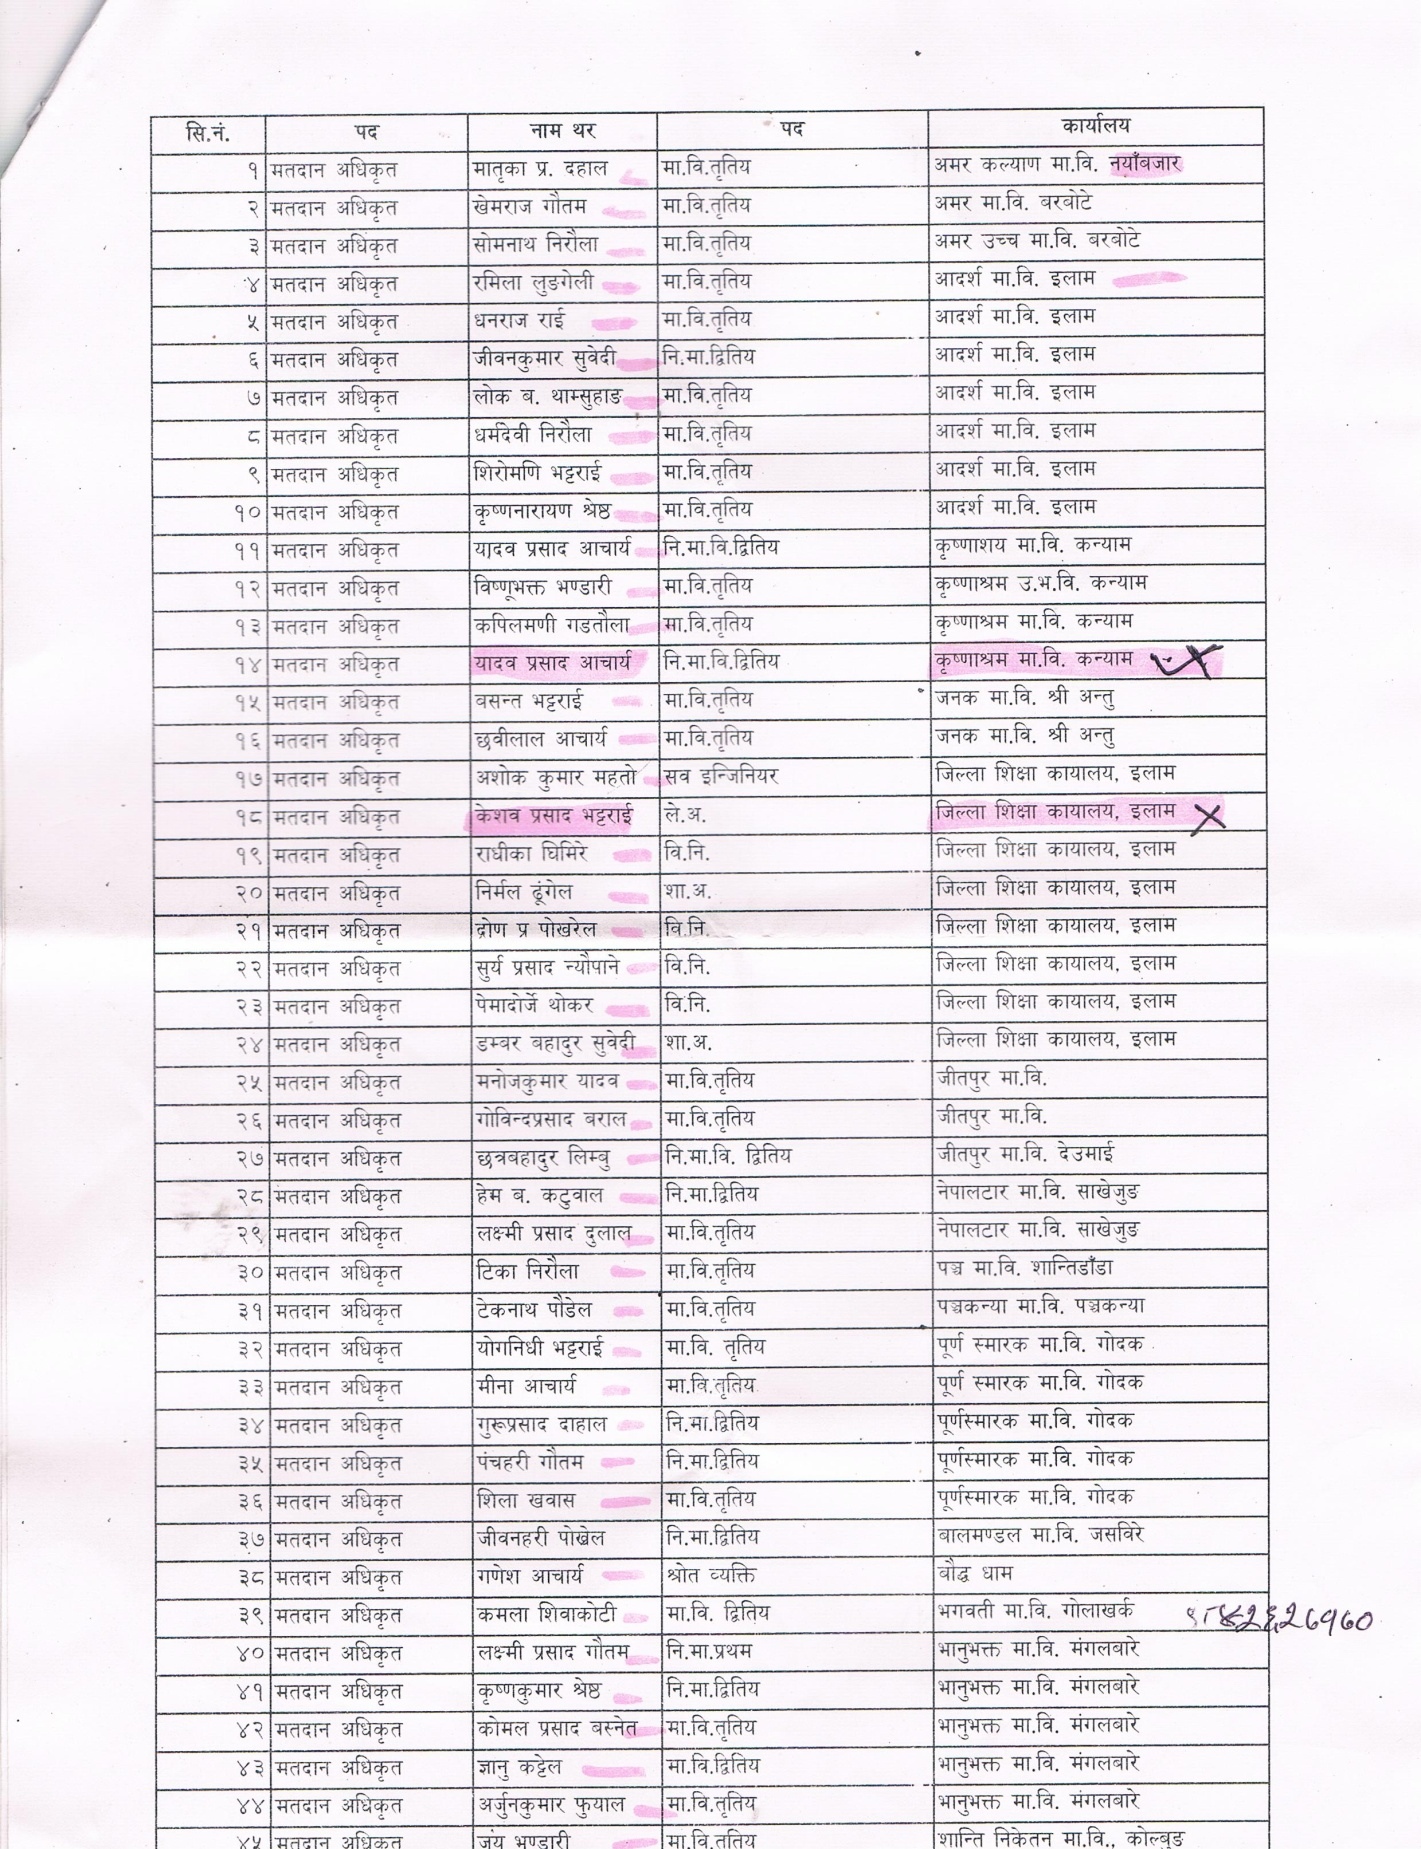 सि.नं. पद नाम थर पद कार्यालय
१ मतदान अधिकृत मातृका प्र. दहाल मा.वि.तृतिय अमर कल्याण मा.वि. नयाँबजार
२ मतदान अधिकृत खेमराज गौतम मा.वि.तृतिय अमर मा.वि. बरबोटे
३ मतदान अधिकृत सोमनाथ निरौला मा.वि.तृतिय अमर उच्च मा.वि. बरबोटे
४ मतदान अधिकृत रमिला लुङगेली मा.वि.तृतिय आदर्श मा.वि. इलाम
५ मतदान अधिकृत धनराज राई मा.वि.तृतिय आदर्श मा.वि. इलाम
६ मतदान अधिकृत जीवनकुमार सुवेदी नि.मा.द्वितिय आदर्श मा.वि. इलाम
७ मतदान अधिकृत लोक ब. थाम्सुहाङ मा.वि.तृतिय आदर्श मा.वि. इलाम
८ मतदान अधिकृत धर्मदेवी निरौला मा.वि.तृतिय आदर्श मा.वि. इलाम
९ मतदान अधिकृत शिरोमणि भट्टराई मा.वि.तृतिय आदर्श मा.वि. इलाम
१० मतदान अधिकृत कृष्णनारायण श्रेष्ठ मा.वि.तृतिय आदर्श मा.वि. इलाम
११ मतदान अधिकृत यादव प्रसाद आचार्य नि.मा.वि.द्वितिय कृष्णाशय मा.वि. कन्याम
१२ मतदान अधिकृत विष्णूभक्त भण्डारी मा.वि.तृतिय कृष्णाश्रम उ.भ.वि. कन्याम
१३ मतदान अधिकृत कपिलमणी गडतौला मा.वि.तृतिय कृष्णाश्रम मा.वि. कन्याम
१४ मतदान अधिकृत यादव प्रसाद आचार्य नि.मा.वि.द्वितिय कृष्णाश्रम मा.वि. कन्याम
१५ मतदान अधिकृत वसन्त भट्टराई मा.वि.तृतिय जनक मा.वि. श्री अन्तु
१६ मतदान अधिकृत छवीलाल आचार्य मा.वि.तृतिय जनक मा.वि. श्री अन्तु
१७ मतदान अधिकृत अशोक कुमार महतो सव इन्जिनियर जिल्ला शिक्षा कायालय, इलाम
१८ मतदान अधिकृत केशव प्रसाद भट्टराई ले.अ. जिल्ला शिक्षा कायालय, इलाम
१९ मतदान अधिकृत राधीका घिमिरे वि.नि. जिल्ला शिक्षा कायालय, इलाम
२० मतदान अधिकृत निर्मल ढूंगेल शा.अ. जिल्ला शिक्षा कायालय, इलाम
२१ मतदान अधिकृत द्रोण प्र पोखरेल वि.नि. जिल्ला शिक्षा कायालय, इलाम
२२ मतदान अधिकृत सुर्य प्रसाद न्यौपाने वि.नि. जिल्ला शिक्षा कायालय, इलाम
२३ मतदान अधिकृत पेमादोर्जे थोकर वि.नि. जिल्ला शिक्षा कायालय, इलाम
२४ मतदान अधिकृत डम्बर बहादुर सुवेदी शा.अ. जिल्ला शिक्षा कायालय, इलाम
२५ मतदान अधिकृत मनोजकुमार यादव मा.वि.तृतिय जीतपुर मा.वि.
२६ मतदान अधिकृत गोविन्दप्रसाद बराल मा.वि.तृतिय जीतपुर मा.वि.
२७ मतदान अधिकृत छत्रबहादुर लिम्बु नि.मा.वि. द्वितिय जीतपुर मा.वि. देउमाई
२८ मतदान अधिकृत हेम ब. कटुवाल नि.मा.द्वितिय नेपालटार मा.वि. साखेजुङ
२९ मतदान अधिकृत लक्ष्मी प्रसाद दुलाल मा.वि.तृतिय नेपालटार मा.वि. साखेजुङ
३० मतदान अधिकृत टिका निरौला मा.वि.तृतिय पञ्च मा.वि. शान्तिडाँडा
३१ मतदान अधिकृत टेकनाथ पौडेल मा.वि.तृतिय पञ्चकन्या मा.वि. पञ्चकन्या
३२ मतदान अधिकृत योगनिधी भट्टराई मा.वि. तृतिय पूर्ण स्मारक मा.वि. गोदक
३३ मतदान अधिकृत मीना आचार्य मा.वि.तृतिय पूर्ण स्मारक मा.वि. गोदक
३४ मतदान अधिकृत गुरूप्रसाद दाहाल नि.मा.द्वितिय पूर्णस्मारक मा.वि. गोदक
३५ मतदान अधिकृत पंचहरी गौतम नि.मा.द्वितिय पूर्णस्मारक मा.वि. गोदक
३६ मतदान अधिकृत शिला खवास मा.वि.तृतिय पूर्णस्मारक मा.वि. गोदक
३७ मतदान अधिकृत जीवनहरी पोख्रेल नि.मा.द्वितिय बालमण्डल मा.वि. जसविरे
३८ मतदान अधिकृत गणेश आचार्य श्रोत व्यक्ति बौद्ध धाम
३९ मतदान अधिकृत कमला शिवाकोटी मा.वि. द्वितिय भगवती मा.वि. गोलाखर्क
४० मतदान अधिकृत लक्ष्मी प्रसाद गौतम नि.मा.प्रथम भानुभक्त मा.वि. मंगलबारे
४१ मतदान अधिकृत कृष्णकुमार श्रेष्ठ नि.मा.द्वितिय भानुभक्त मा.वि. मंगलबारे
४२ मतदान अधिकृत कोमल प्रसाद बस्नेत मा.वि.तृतिय भानुभक्त मा.वि. मंगलबारे
४३ मतदान अधिकृत ज्ञानु कट्टेल मा.वि.द्वितिय भानुभक्त मा.वि. मंगलबारे
४४ मतदान अधिकृत अर्जुनकुमार फुयाल मा.वि.तृतिय भानुभक्त मा.वि. मंगलबारे
४५ मतदान अधिकृत जय भण्डारी मा.वि.तृतिय शान्ति निकेतन मा.वि., कोल्बुङ